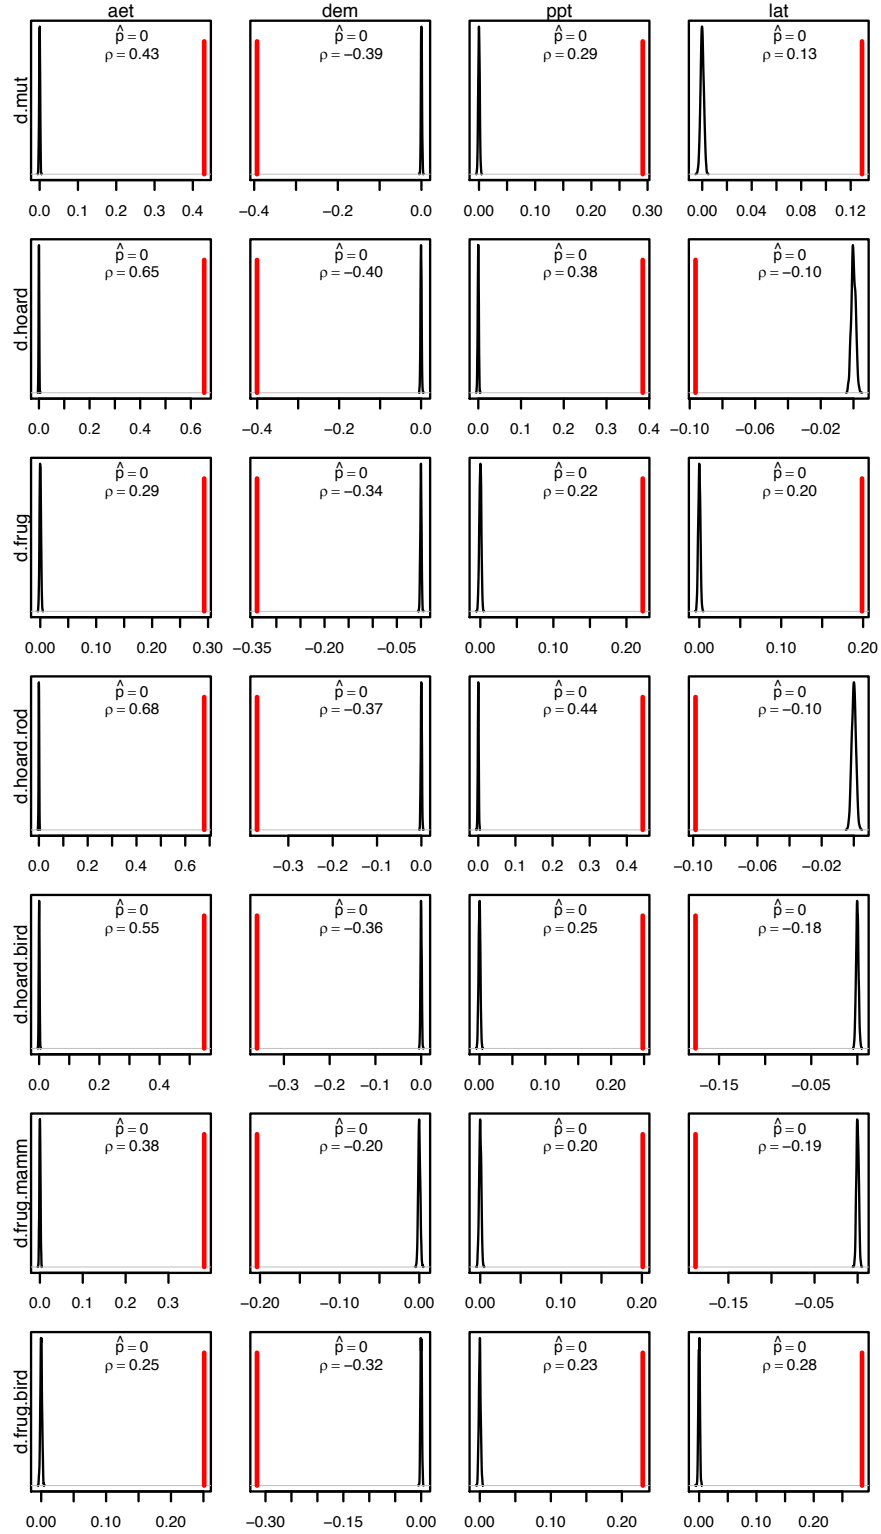 aet dem ppt lat
d.mut
p̂ = 0 p̂ = 0 p̂ = 0 p̂ = 0
ρ = 0.43 ρ = −0.39 ρ = 0.29 ρ = 0.13
0.0 0.1 0.2 0.3 0.4 −0.4 −0.2 0.0 0.00 0.10 0.20 0.30 0.00 0.04 0.08 0.12
d.hoard
p̂ = 0 p̂ = 0 p̂ = 0 p̂ = 0
ρ = 0.65 ρ = −0.40 ρ = 0.38 ρ = −0.10
0.0 0.2 0.4 0.6 −0.4 −0.2 0.0 0.0 0.1 0.2 0.3 0.4 −0.10 −0.06 −0.02
d.frug
p̂ = 0 p̂ = 0 p̂ = 0 p̂ = 0
ρ = 0.29 ρ = −0.34 ρ = 0.22 ρ = 0.20
0.00 0.10 0.20 0.30 −0.35 −0.20 −0.05 0.00 0.10 0.20 0.00 0.10 0.20
d.hoard.rod
p̂ = 0 p̂ = 0 p̂ = 0 p̂ = 0
ρ = 0.68 ρ = −0.37 ρ = 0.44 ρ = −0.10
0.0 0.2 0.4 0.6 −0.3 −0.2 −0.1 0.0 0.0 0.1 0.2 0.3 0.4 −0.10 −0.06 −0.02
d.hoard.bird
p̂ = 0 p̂ = 0 p̂ = 0 p̂ = 0
ρ = 0.55 ρ = −0.36 ρ = 0.25 ρ = −0.18
0.0 0.2 0.4 −0.3 −0.2 −0.1 0.0 0.00 0.10 0.20 −0.15 −0.05
d.frug.mamm
p̂ = 0 p̂ = 0 p̂ = 0 p̂ = 0
ρ = 0.38 ρ = −0.20 ρ = 0.20 ρ = −0.19
0.0 0.1 0.2 0.3 −0.20 −0.10 0.00 0.00 0.10 0.20 −0.15 −0.05
d.frug.bird
p̂ = 0 p̂ = 0 p̂ = 0 p̂ = 0
ρ = 0.25 ρ = −0.32 ρ = 0.23 ρ = 0.28
0.00 0.10 0.20 −0.30 −0.15 0.00 0.00 0.10 0.20 0.00 0.10 0.20